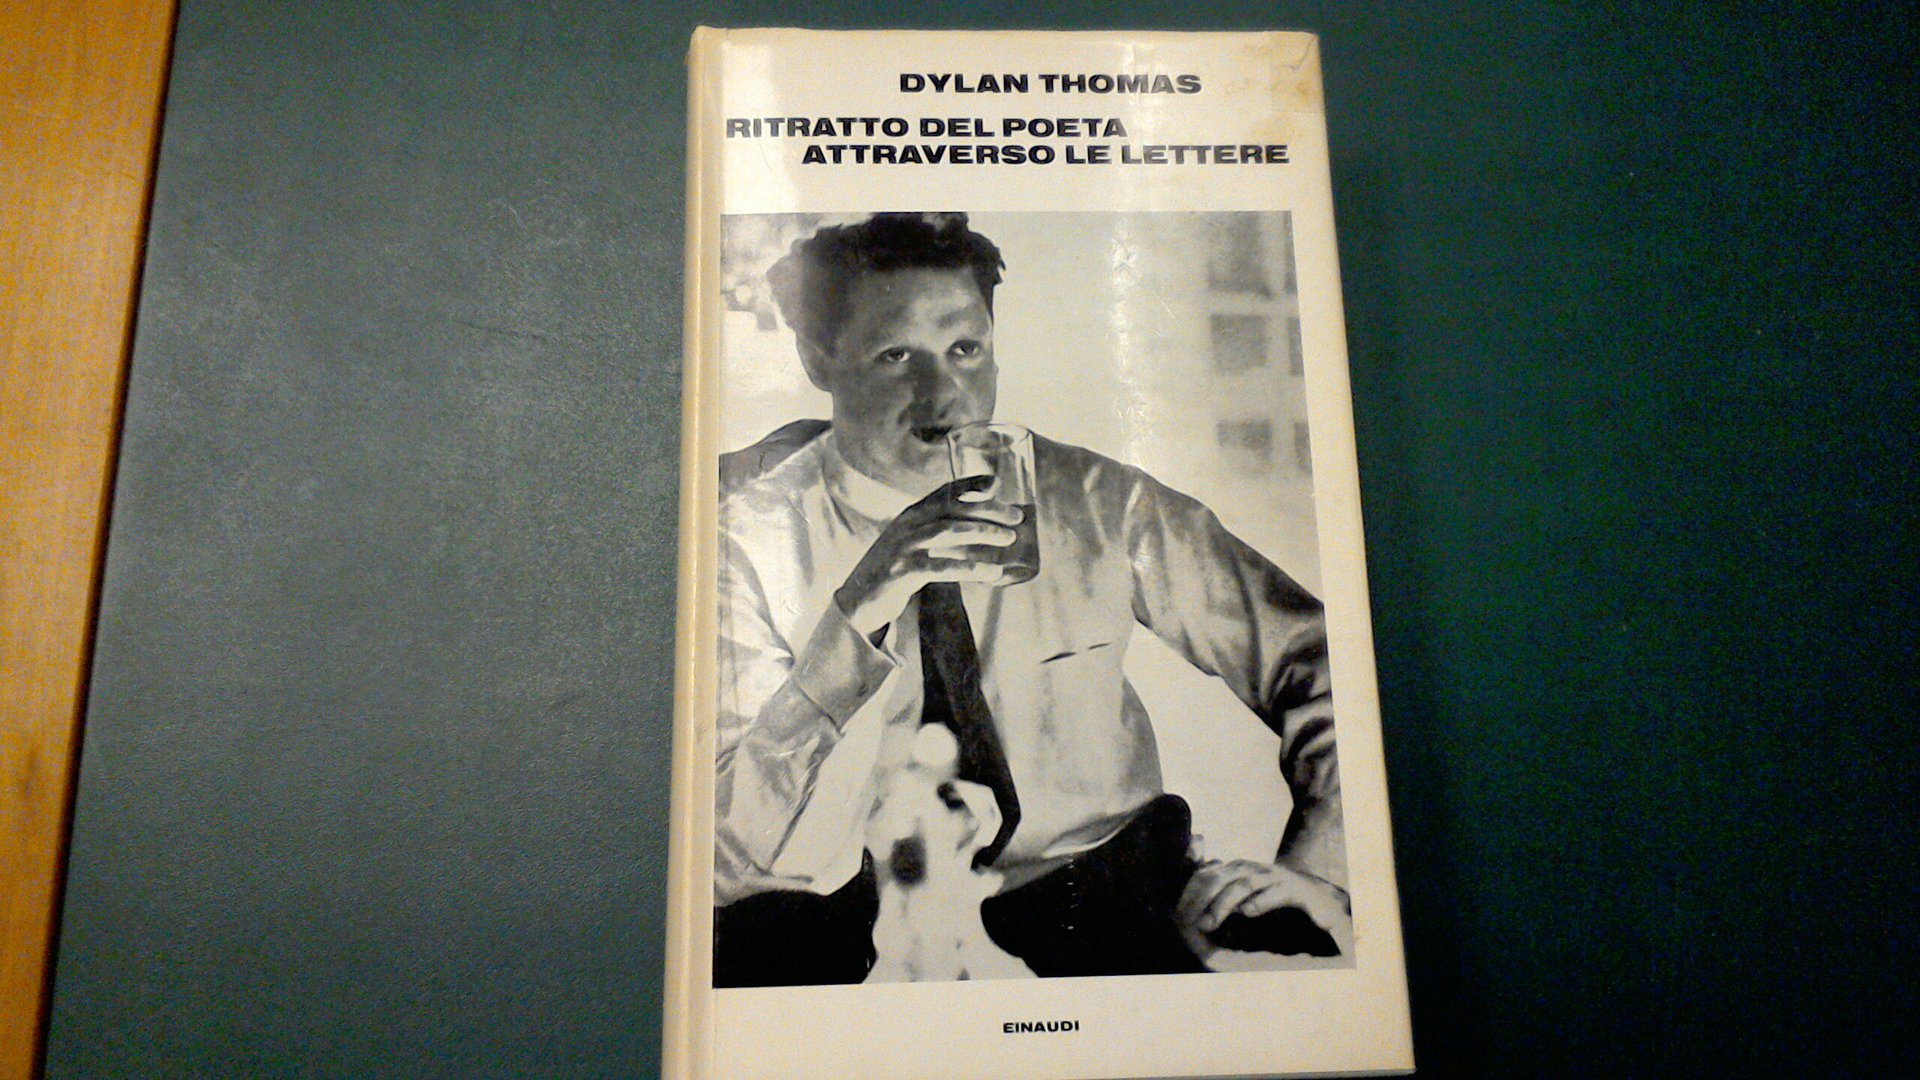 DYLAN THOMAS
RITRATTO DEL POETA
ATTRAVERSO LE LETTERE
EINAUDI